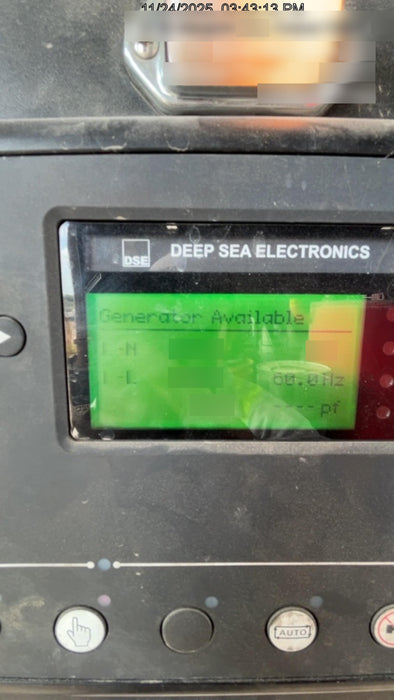 11/24/2025 03:43:13 PM
DSE
DEEP SEA ELECTRONICS
Generator Available
L-N
L-L 60.0Hz
----pf
AUTO